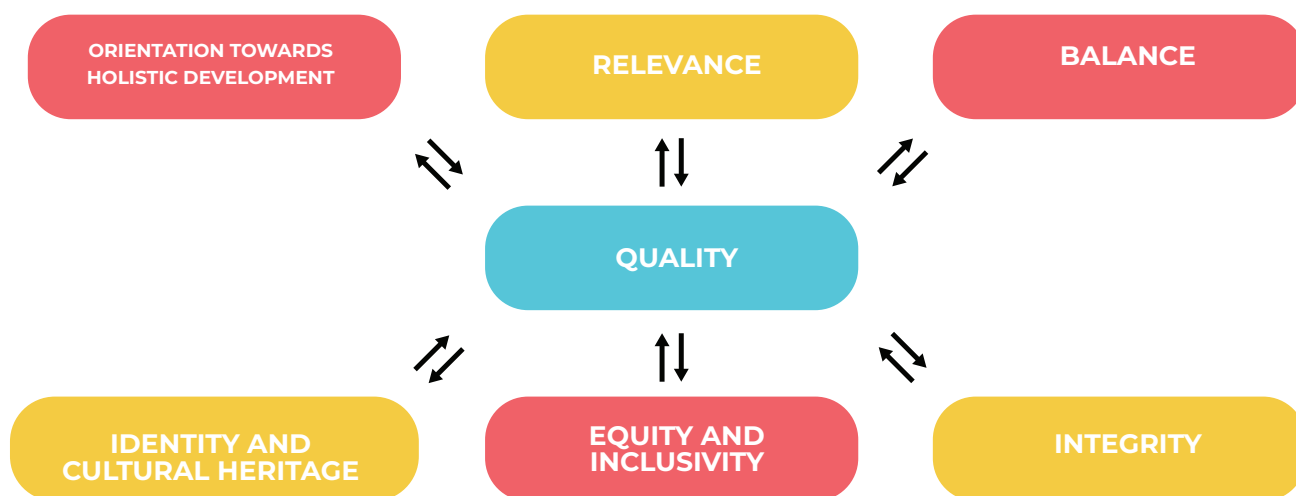 ORIENTATION TOWARDS
HOLISTIC DEVELOPMENT
RELEVANCE
BALANCE
QUALITY
IDENTITY AND
CULTURAL HERITAGE
EQUITY AND
INCLUSIVITY
INTEGRITY